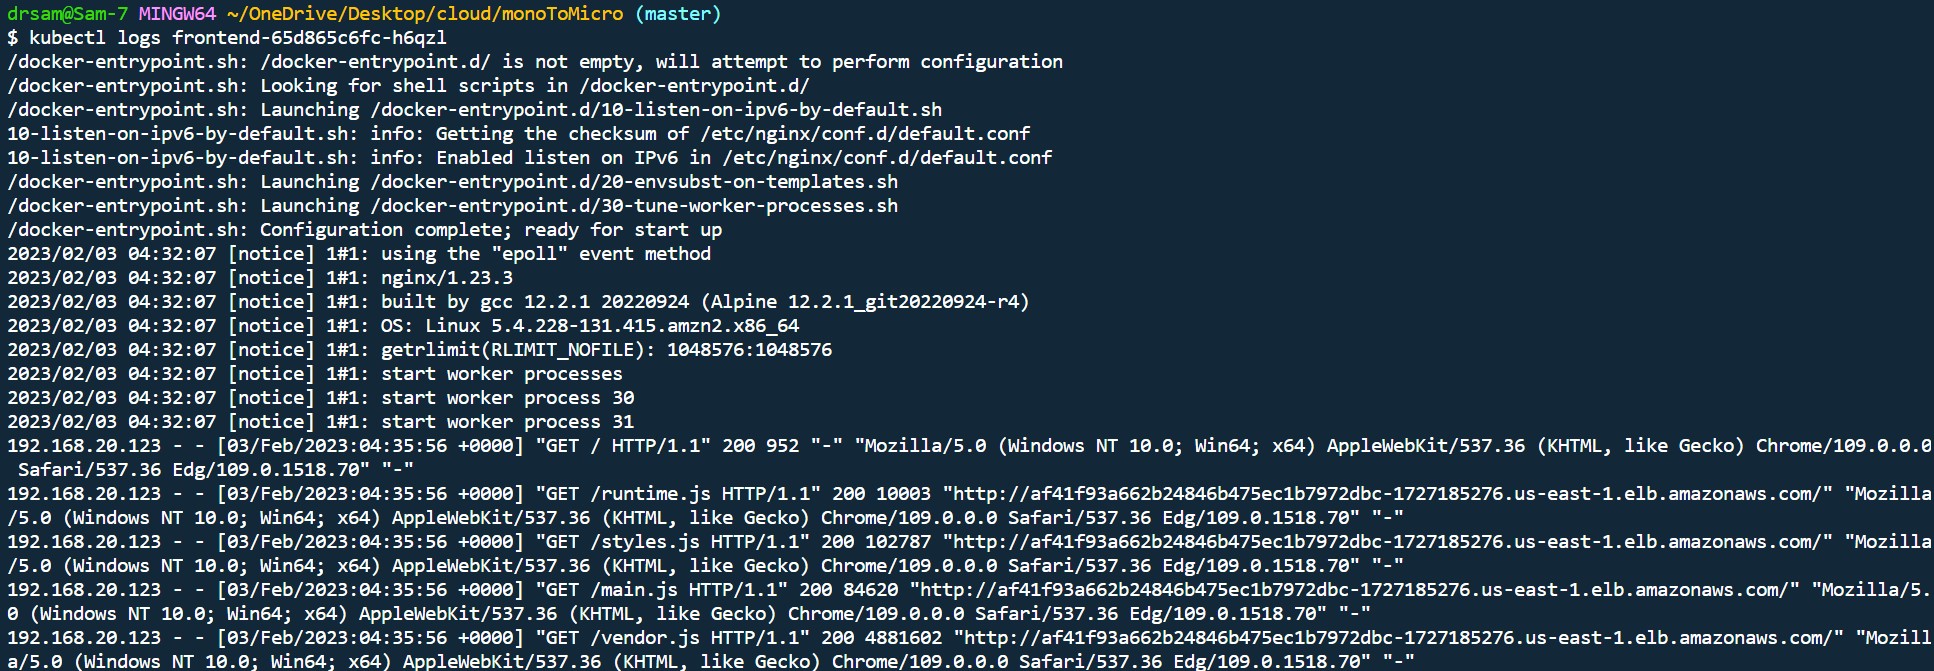 drsam@Sam-7 MINGW64 ~/OneDrive/Desktop/cloud/monoToMicro (master)
$ kubectl logs frontend-65d865c6fc-h6qzl
/docker-entrypoint.sh: /docker-entrypoint.d/ is not empty, will attempt to perform configuration
/docker-entrypoint.sh: Looking for shell scripts in /docker-entrypoint.d/
/docker-entrypoint.sh: Launching /docker-entrypoint.d/10-listen-on-ipv6-by-default.sh
10-listen-on-ipv6-by-default.sh: info: Getting the checksum of /etc/nginx/conf.d/default.conf
10-listen-on-ipv6-by-default.sh: info: Enabled listen on IPv6 in /etc/nginx/conf.d/default.conf
/docker-entrypoint.sh: Launching /docker-entrypoint.d/20-envsubst-on-templates.sh
/docker-entrypoint.sh: Launching /docker-entrypoint.d/30-tune-worker-processes.sh
/docker-entrypoint.sh: Configuration complete; ready for start up
2023/02/03 04:32:07 [notice] 1#1: using the "epoll" event method
2023/02/03 04:32:07 [notice] 1#1: nginx/1.23.3
2023/02/03 04:32:07 [notice] 1#1: built by gcc 12.2.1 20220924 (Alpine 12.2.1_git20220924-r4)
2023/02/03 04:32:07 [notice] 1#1: OS: Linux 5.4.228-131.415.amzn2.x86_64
2023/02/03 04:32:07 [notice] 1#1: getrlimit(RLIMIT_NOFILE): 1048576:1048576
2023/02/03 04:32:07 [notice] 1#1: start worker processes
2023/02/03 04:32:07 [notice] 1#1: start worker process 30
2023/02/03 04:32:07 [notice] 1#1: start worker process 31
192.168.20.123 - - [03/Feb/2023:04:35:56 +0000] "GET / HTTP/1.1" 200 952 "-" "Mozilla/5.0 (Windows NT 10.0; Win64; x64) AppleWebKit/537.36 (KHTML, like Gecko) Chrome/109.0.0.0
 Safari/537.36 Edg/109.0.1518.70" "-"
192.168.20.123 - - [03/Feb/2023:04:35:56 +0000] "GET /runtime.js HTTP/1.1" 200 10003 "http://af41f93a662b24846b475ec1b7972dbc-1727185276.us-east-1.elb.amazonaws.com/" "Mozilla
/5.0 (Windows NT 10.0; Win64; x64) AppleWebKit/537.36 (KHTML, like Gecko) Chrome/109.0.0.0 Safari/537.36 Edg/109.0.1518.70" "-"
192.168.20.123 - - [03/Feb/2023:04:35:56 +0000] "GET /styles.js HTTP/1.1" 200 102787 "http://af41f93a662b24846b475ec1b7972dbc-1727185276.us-east-1.elb.amazonaws.com/" "Mozilla
/5.0 (Windows NT 10.0; Win64; x64) AppleWebKit/537.36 (KHTML, like Gecko) Chrome/109.0.0.0 Safari/537.36 Edg/109.0.1518.70" "-"
192.168.20.123 - - [03/Feb/2023:04:35:56 +0000] "GET /main.js HTTP/1.1" 200 84620 "http://af41f93a662b24846b475ec1b7972dbc-1727185276.us-east-1.elb.amazonaws.com/" "Mozilla/5.
0 (Windows NT 10.0; Win64; x64) AppleWebKit/537.36 (KHTML, like Gecko) Chrome/109.0.0.0 Safari/537.36 Edg/109.0.1518.70" "-"
192.168.20.123 - - [03/Feb/2023:04:35:56 +0000] "GET /vendor.js HTTP/1.1" 200 4881602 "http://af41f93a662b24846b475ec1b7972dbc-1727185276.us-east-1.elb.amazonaws.com/" "Mozill
a/5.0 (Windows NT 10.0; Win64; x64) AppleWebKit/537.36 (KHTML, like Gecko) Chrome/109.0.0.0 Safari/537.36 Edg/109.0.1518.70" "-"